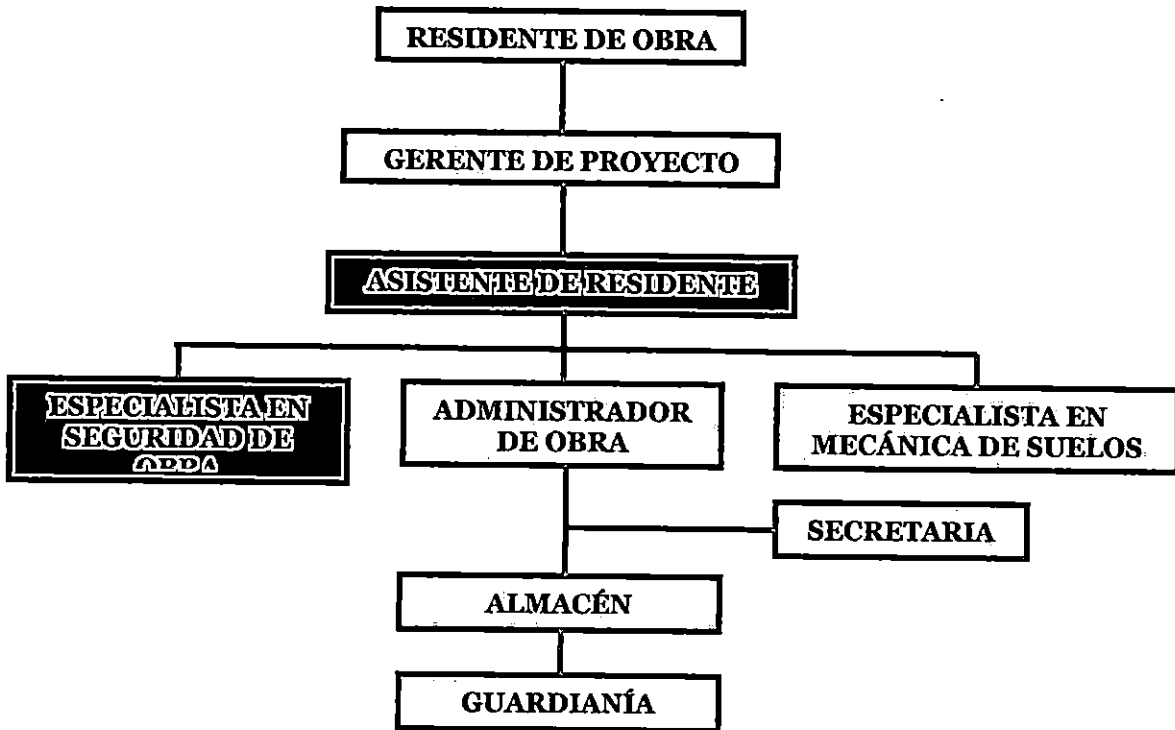 RESIDENTE DE OBRA
GERENTE DE PROYECTO
ASISTENTE DE RESIDENTE
ESPECIALISTA EN
SEGURIDAD DE
ADMINISTRADOR
DE OBRA
ESPECIALISTA EN
MECÁNICA DE SUELOS
SECRETARIA
ALMACÉN
GUARDIANÍA